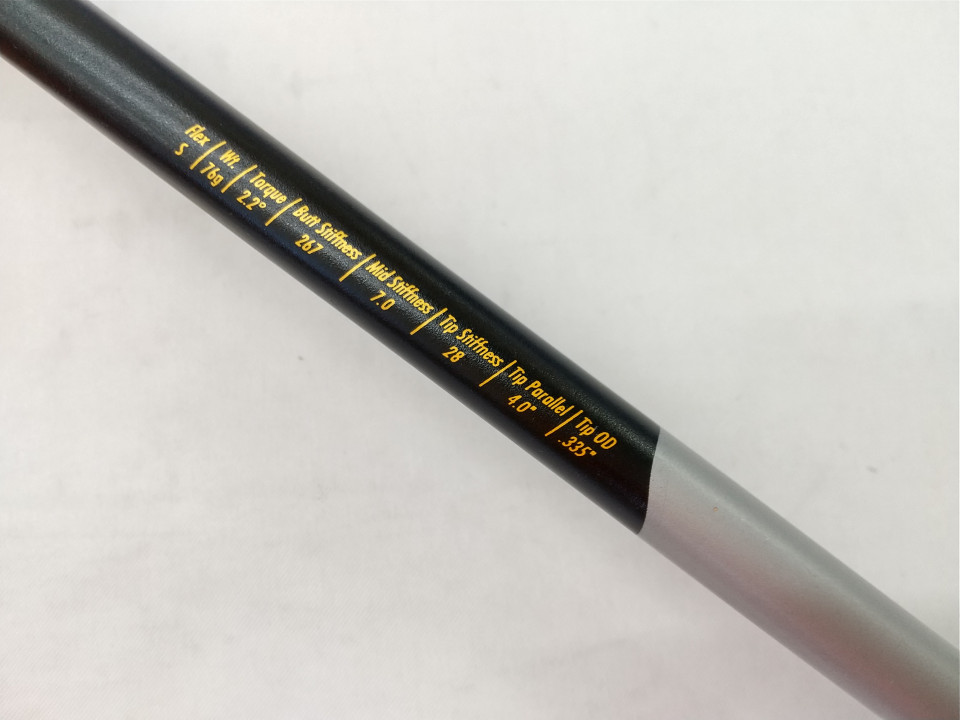 Flex | Wt. | Torque | Butt Stiffness | Mid Stiffness | Tip Stiffness | Tip Parallel | Tip OD
S | 76g | 2.2° | 267 | 7.0 | 28 | 4.0" | .335"